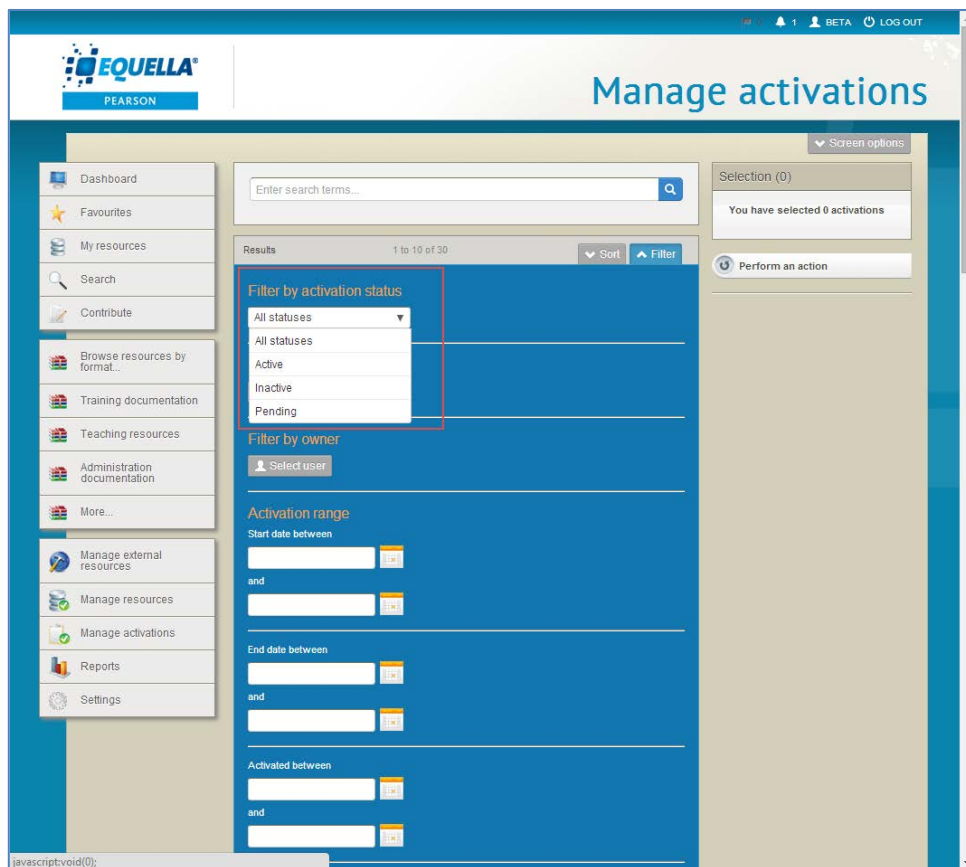 1 BETA LOG OUT
EQUELLA®
PEARSON
Manage activations
Screen options
Dashboard
Favourites
My resources
Search
Contribute
Browse resources by
format...
Training documentation
Teaching resources
Administration
documentation
More...
Manage external
resources
Manage resources
Manage activations
Reports
Settings
Enter search terms...
Results 1 to 10 of 30 Sort Filter
Filter by activation status
All statuses
All statuses
Active
Inactive
Pending
Filter by owner
Select user
Activation range
Start date between
and
End date between
and
Activated between
and
Selection (0)
You have selected 0 activations
Perform an action
javascript:void(0);